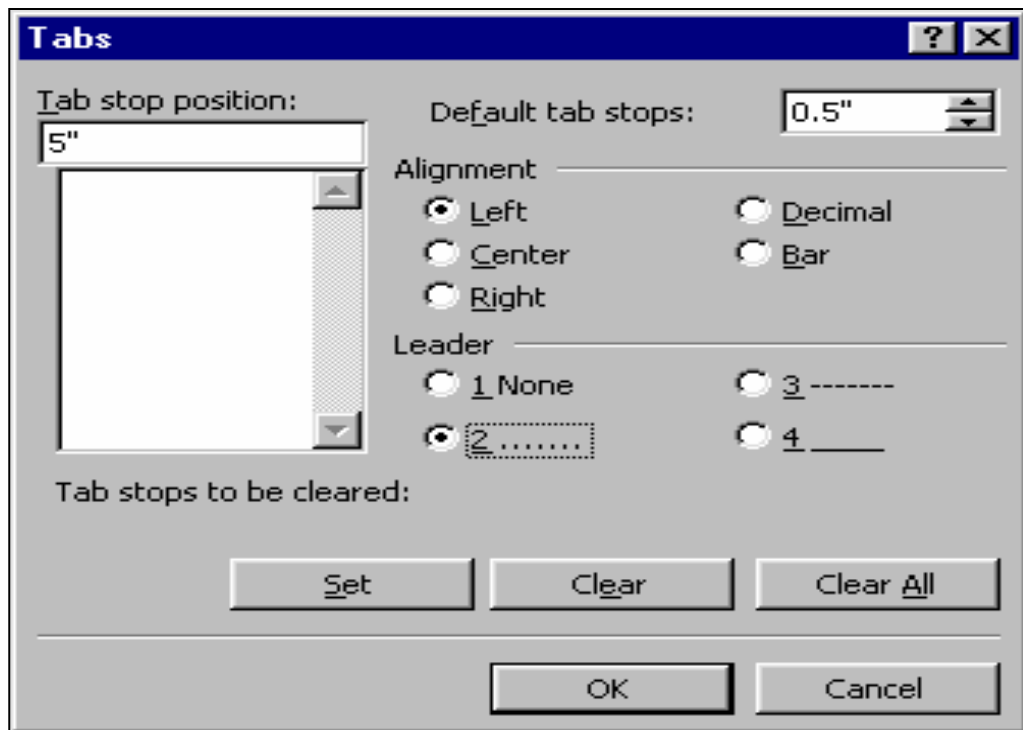 Tabs
Tab stop position:
Default tab stops:
0.5"
5"
Alignment
Left
Decimal
Center
Bar
Right
Leader
1 None
3 -------
2 .......
4 ____
Tab stops to be cleared:
Set
Clear
Clear All
OK
Cancel